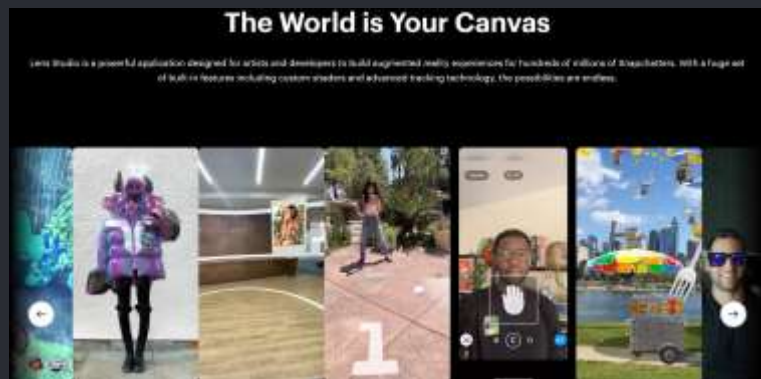 The World is Your Canvas
Lens Studio is a powerful application designed for artists and developers to build augmented reality experiences for hundreds of millions of Snapchatters. With a huge set
of built-in features including custom shaders and advanced tracking technology, the possibilities are endless.
1